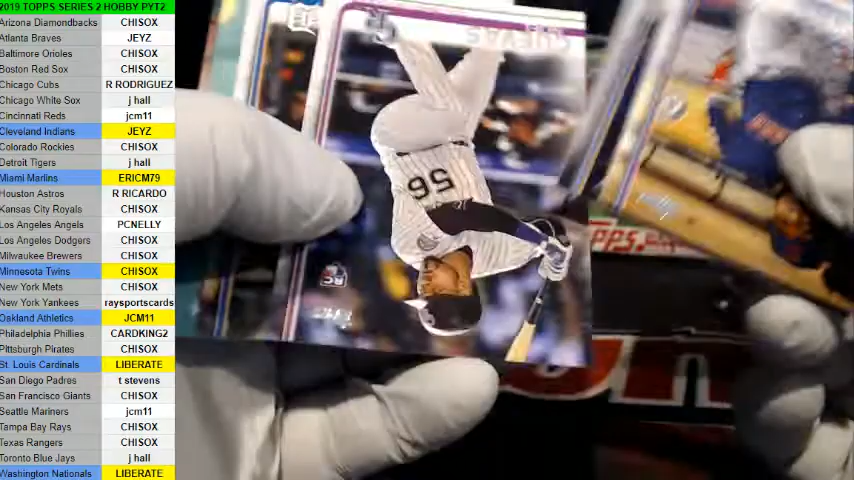 2019 TOPPS SERIES 2 HOBBY PYT2
Arizona Diamondbacks CHISOX
Atlanta Braves JEYZ
Baltimore Orioles CHISOX
Boston Red Sox CHISOX
Chicago Cubs R RODRIGUEZ
Chicago White Sox j hall
Cincinnati Reds jcm11
Cleveland Indians JEYZ
Colorado Rockies CHISOX
Detroit Tigers j hall
Miami Marlins ERICM79
Houston Astros R RICARDO
Kansas City Royals CHISOX
Los Angeles Angels PCNELLY
Los Angeles Dodgers CHISOX
Milwaukee Brewers CHISOX
Minnesota Twins CHISOX
New York Mets CHISOX
New York Yankees raysportscards
Oakland Athletics JCM11
Philadelphia Phillies CARDKING2
Pittsburgh Pirates CHISOX
St. Louis Cardinals LIBERATE
San Diego Padres t stevens
San Francisco Giants CHISOX
Seattle Mariners jcm11
Tampa Bay Rays CHISOX
Texas Rangers CHISOX
Toronto Blue Jays j hall
Washington Nationals LIBERATE
CUEVAS
56
RC